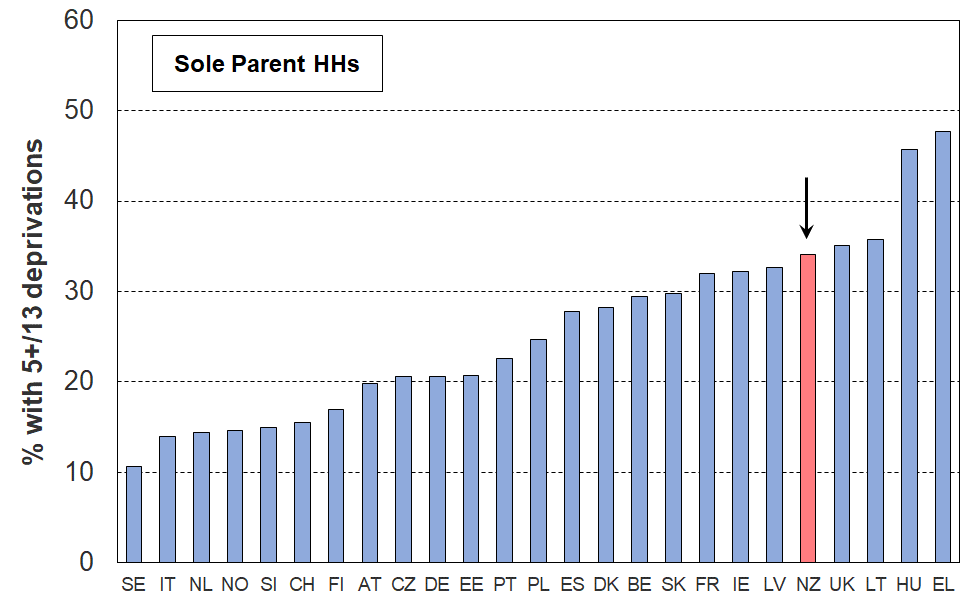 60
Sole Parent HHs
50
40
30
20
10
0
% with 5+/13 deprivations
SE IT NL NO SI CH FI AT CZ DE EE PT PL ES DK BE SK FR IE LV NZ UK LT HU EL